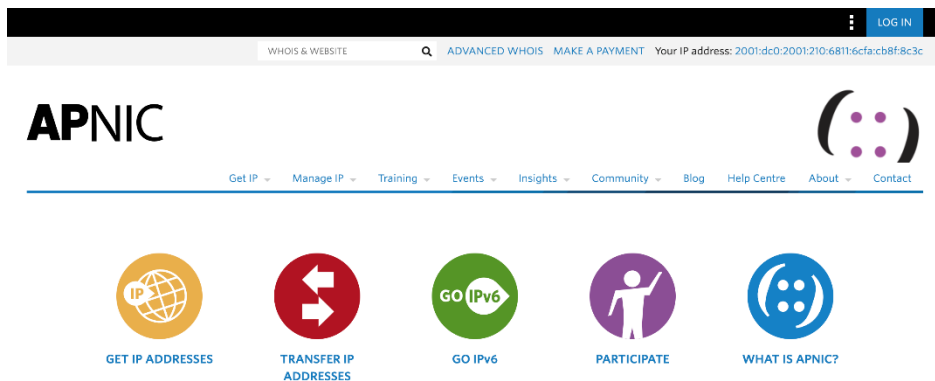 LOG IN
WHOIS & WEBSITE ADVANCED WHOIS MAKE A PAYMENT Your IP address: 2001:dc0:2001:210:6811:6cfa:cb8f:8c3c
APNIC
Get IP Manage IP Training Events Insights Community Blog Help Centre About Contact
IP GO IPv6
GET IP ADDRESSES TRANSFER IP ADDRESSES GO IPv6 PARTICIPATE WHAT IS APNIC?